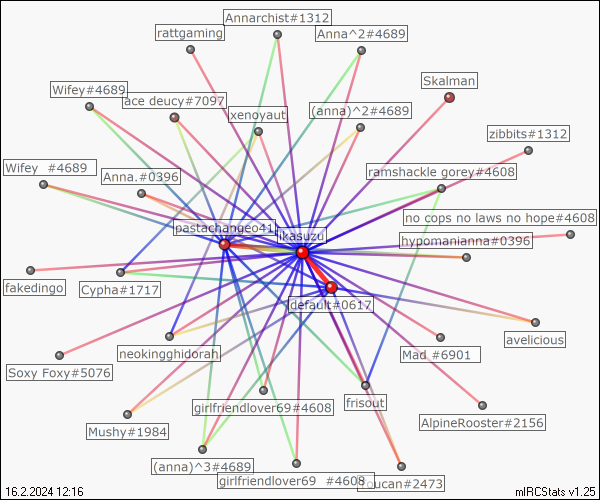 Annarchist#1312
rattgaming
Anna^2#4689
Skalman
Wifey#4689
ace deucy#7097
xenoyaut
(anna)^2#4689
zibbits#1312
Wifey #4689
Anna.#0396
ramshackle gorey#4608
no cops no laws no hope#4608
pastachangeo41
likasuzu
hypomanianna#0396
fakedingo
Cypha#1717
default#0617
avelicious
neokingghidorah
Mad #6901
Soxy Foxy#5076
girlfriendlover69#4608
frisout
AlpineRooster#2156
Mushy#1984
(anna)^3#4689
girlfriendlover69 #4608
Toucan#2473
16.2.2024 12:16
mIRCStats v1.25